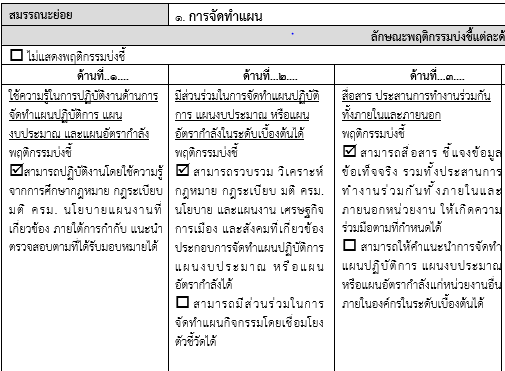 สมรรถนะย่อย
๑. การจัดทำแผน
ลักษณะพฤติกรรมบ่งชี้แต่ละด้
☐ ไม่แสดงพฤติกรรมบ่งชี้
ด้านที่..๑....
ใช้ความรู้ในการปฏิบัติงานด้านการ
จัดทำแผนปฏิบัติการ แผน
งบประมาณ และแผนอัตรากำลัง
พฤติกรรมบ่งชี้
☑สามารถปฏิบัติงานโดยใช้ความรู้
จากการศึกษากฎหมาย กฎระเบียบ
มติ ครม. นโยบายแผนงานที่
เกี่ยวข้อง ภายใต้การกำกับ แนะนำ
ตรวจสอบตามที่ได้รับมอบหมายได้
ด้านที่...๒....
มีส่วนร่วมในการจัดทำแผนปฏิบัติ
การ แผนงบประมาณ หรือแผน
อัตรากำลังในระดับเบื้องต้นได้
พฤติกรรมบ่งชี้
☑ สามารถรวบรวม วิเคราะห์
กฎหมาย กฎระเบียบ มติ ครม.
นโยบาย และแผนงาน เศรษฐกิจ
การเมือง และสังคมที่เกี่ยวข้อง
ประกอบการจัดทำแผนปฏิบัติการ
แผนงบประมาณ หรือแผน
อัตรากำลังได้
☐ สามารถมีส่วนร่วมในการ
จัดทำแผนกิจกรรมโดยเชื่อมโยง
ตัวชี้วัดได้
ด้านที่...๓....
สื่อสาร ประสานการทำงานร่วมกัน
ทั้งภายในและภายนอก
พฤติกรรมบ่งชี้
☑ สามารถสื่อสาร ชี้แจงข้อมูล
ข้อเท็จจริง รวมทั้งประสานการ
ทำงานร่วมกันทั้งภายในและ
ภายนอกหน่วยงาน ให้เกิดความ
ร่วมมือตามที่กำหนดได้
☐ สามารถให้คำแนะนำการจัดทำ
แผนปฏิบัติการ แผนงบประมาณ
หรือแผนอัตรากำลังแก่หน่วยงานอื่น
ภายในองค์กรในระดับเบื้องต้นได้